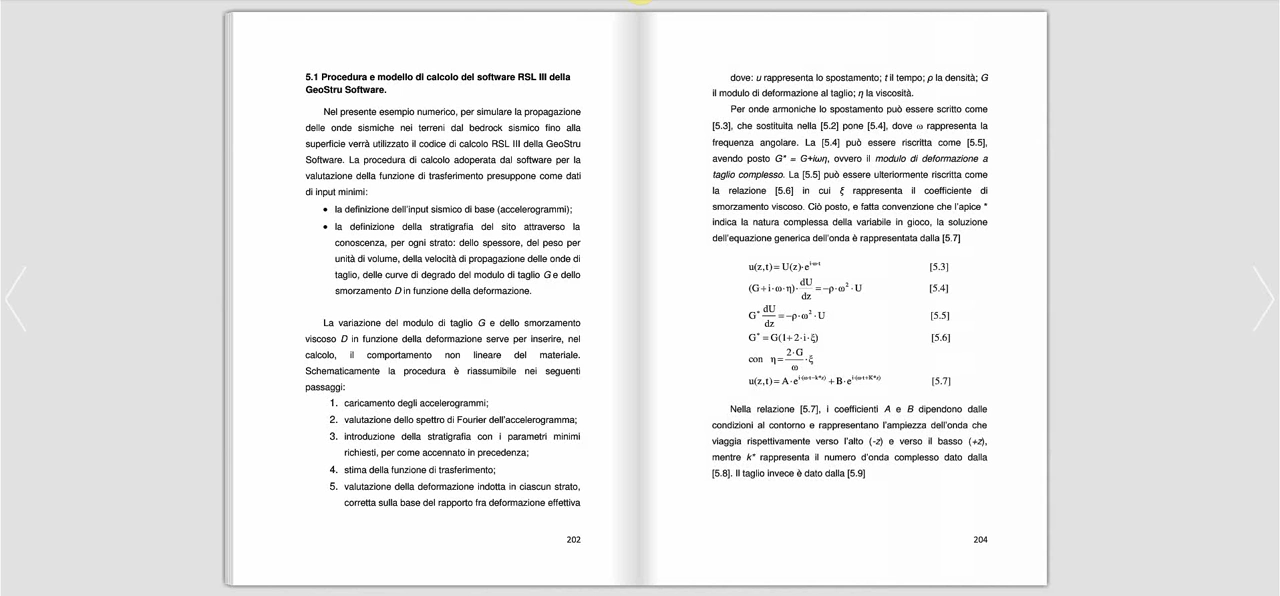 5.1 Procedura e modello di calcolo del software RSL III della
GeoStru Software.
Nel presente esempio numerico, per simulare la propagazione
delle onde sismiche nei terreni dal bedrock sismico fino alla
superficie verrà utilizzato il codice di calcolo RSL III della GeoStru
Software. La procedura di calcolo adoperata dal software per la
valutazione della funzione di trasferimento presuppone come dati
di input minimi:
• la definizione dell'input sismico di base (accelerogrammi);
• la definizione della stratigrafia del sito attraverso la
conoscenza, per ogni strato: dello spessore, del peso per
unità di volume, della velocità di propagazione delle onde di
taglio, delle curve di degrado del modulo di taglio G e dello
smorzamento D in funzione della deformazione.
La variazione del modulo di taglio G e dello smorzamento
viscoso D in funzione della deformazione serve per inserire, nel
calcolo, il comportamento non lineare del materiale.
Schematicamente la procedura è riassumibile nei seguenti
passaggi:
1. caricamento degli accelerogrammi;
2. valutazione dello spettro di Fourier dell'accelerogramma;
3. introduzione della stratigrafia con i parametri minimi
richiesti, per come accennato in precedenza;
4. stima della funzione di trasferimento;
5. valutazione della deformazione indotta in ciascun strato,
corretta sulla base del rapporto fra deformazione effettiva
202
dove: u rappresenta lo spostamento; t il tempo; ρ la densità; G
il modulo di deformazione al taglio; η la viscosità.
Per onde armoniche lo spostamento può essere scritto come
[5.3], che sostituita nella [5.2] pone [5.4], dove ω rappresenta la
frequenza angolare. La [5.4] può essere riscritta come [5.5],
avendo posto G* = G+iωη, ovvero il modulo di deformazione a
taglio complesso. La [5.5] può essere ulteriormente riscritta come
la relazione [5.6] in cui ξ rappresenta il coefficiente di
smorzamento viscoso. Ciò posto, e fatta convenzione che l'apice *
indica la natura complessa della variabile in gioco, la soluzione
dell'equazione generica dell'onda è rappresentata dalla [5.7]
u(z,t)=U(z)·e^(i·ω·t) [5.3]
(G+i·ω·η)·dU/dz=-ρ·ω²·U [5.4]
G* dU/dz=-ρ·ω²·U [5.5]
G*=G(1+2·i·ξ) [5.6]
con η=2·G/ω·ξ
u(z,t)=A·e^(i·(ω·t-k*z))+B·e^(i·(ω·t+K*z)) [5.7]
Nella relazione [5.7], i coefficienti A e B dipendono dalle
condizioni al contorno e rappresentano l'ampiezza dell'onda che
viaggia rispettivamente verso l'alto (-z) e verso il basso (+z),
mentre k* rappresenta il numero d'onda complesso dato dalla
[5.8]. Il taglio invece è dato dalla [5.9]
204